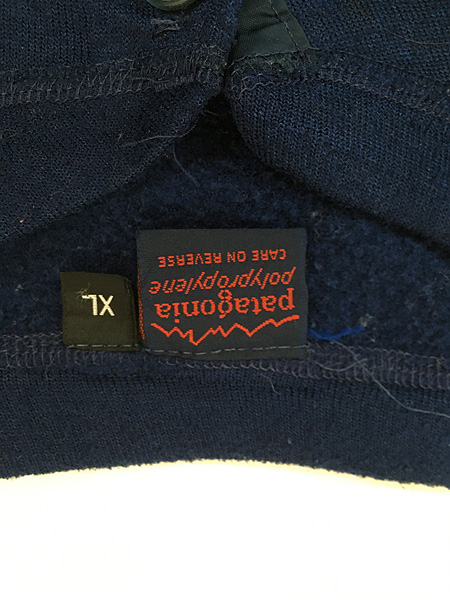 patagonia
polypropylene
CARE ON REVERSE
XL